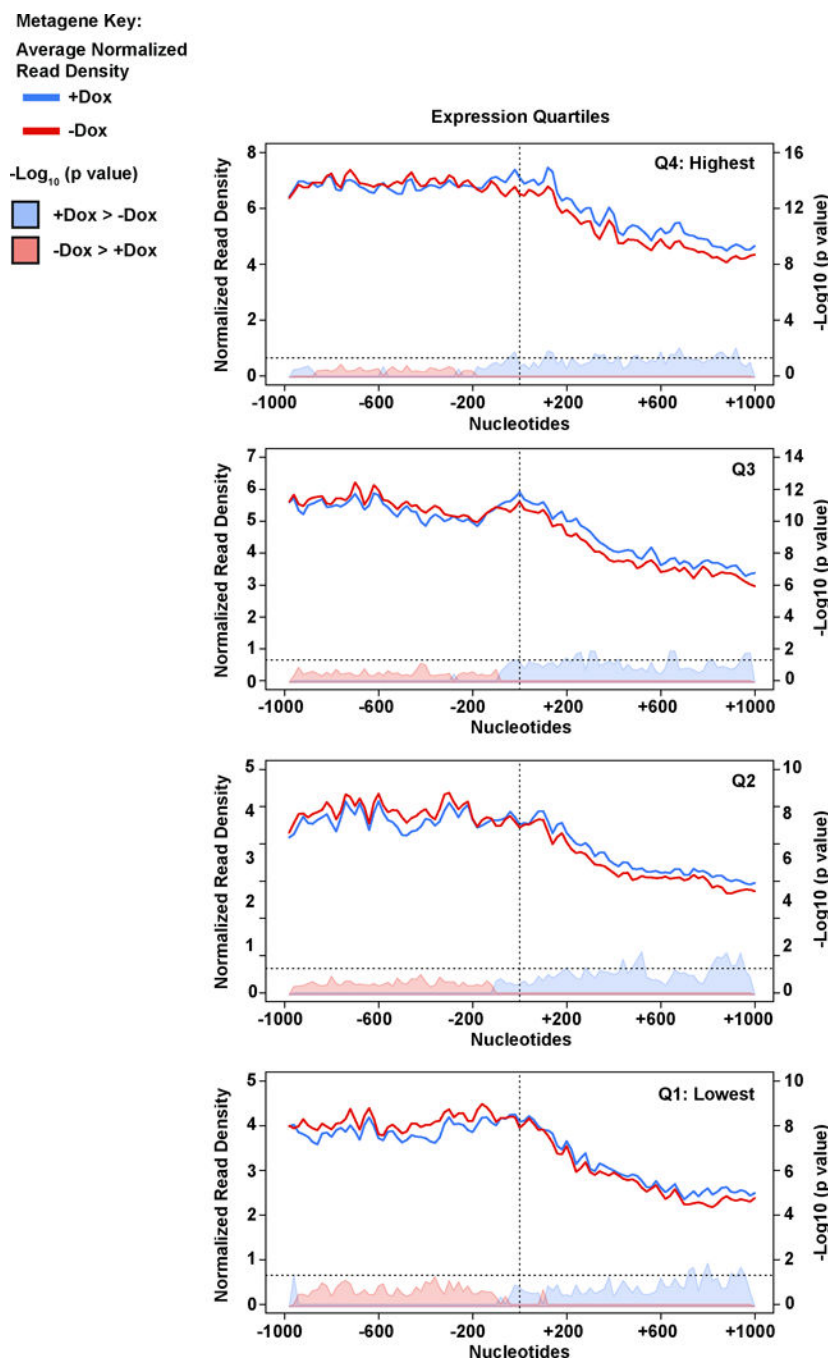 Metagene Key:
Average Normalized
Read Density
+Dox
-Dox
-Log10 (p value)
+Dox > -Dox
-Dox > +Dox
Expression Quartiles
Q4: Highest
Normalized Read Density
8
6
4
2
0
16
12
8
4
0
-Log10 (p value)
-1000 -600 -200 +200 +600 +1000
Nucleotides
Q3
Normalized Read Density
7
6
5
4
3
2
1
0
14
12
10
8
6
4
2
0
-Log10 (p value)
-1000 -600 -200 +200 +600 +1000
Nucleotides
Q2
Normalized Read Density
5
4
3
2
1
0
10
8
6
4
2
0
-Log10 (p value)
-1000 -600 -200 +200 +600 +1000
Nucleotides
Q1: Lowest
Normalized Read Density
5
4
3
2
1
0
10
8
6
4
2
0
-Log10 (p value)
-1000 -600 -200 +200 +600 +1000
Nucleotides